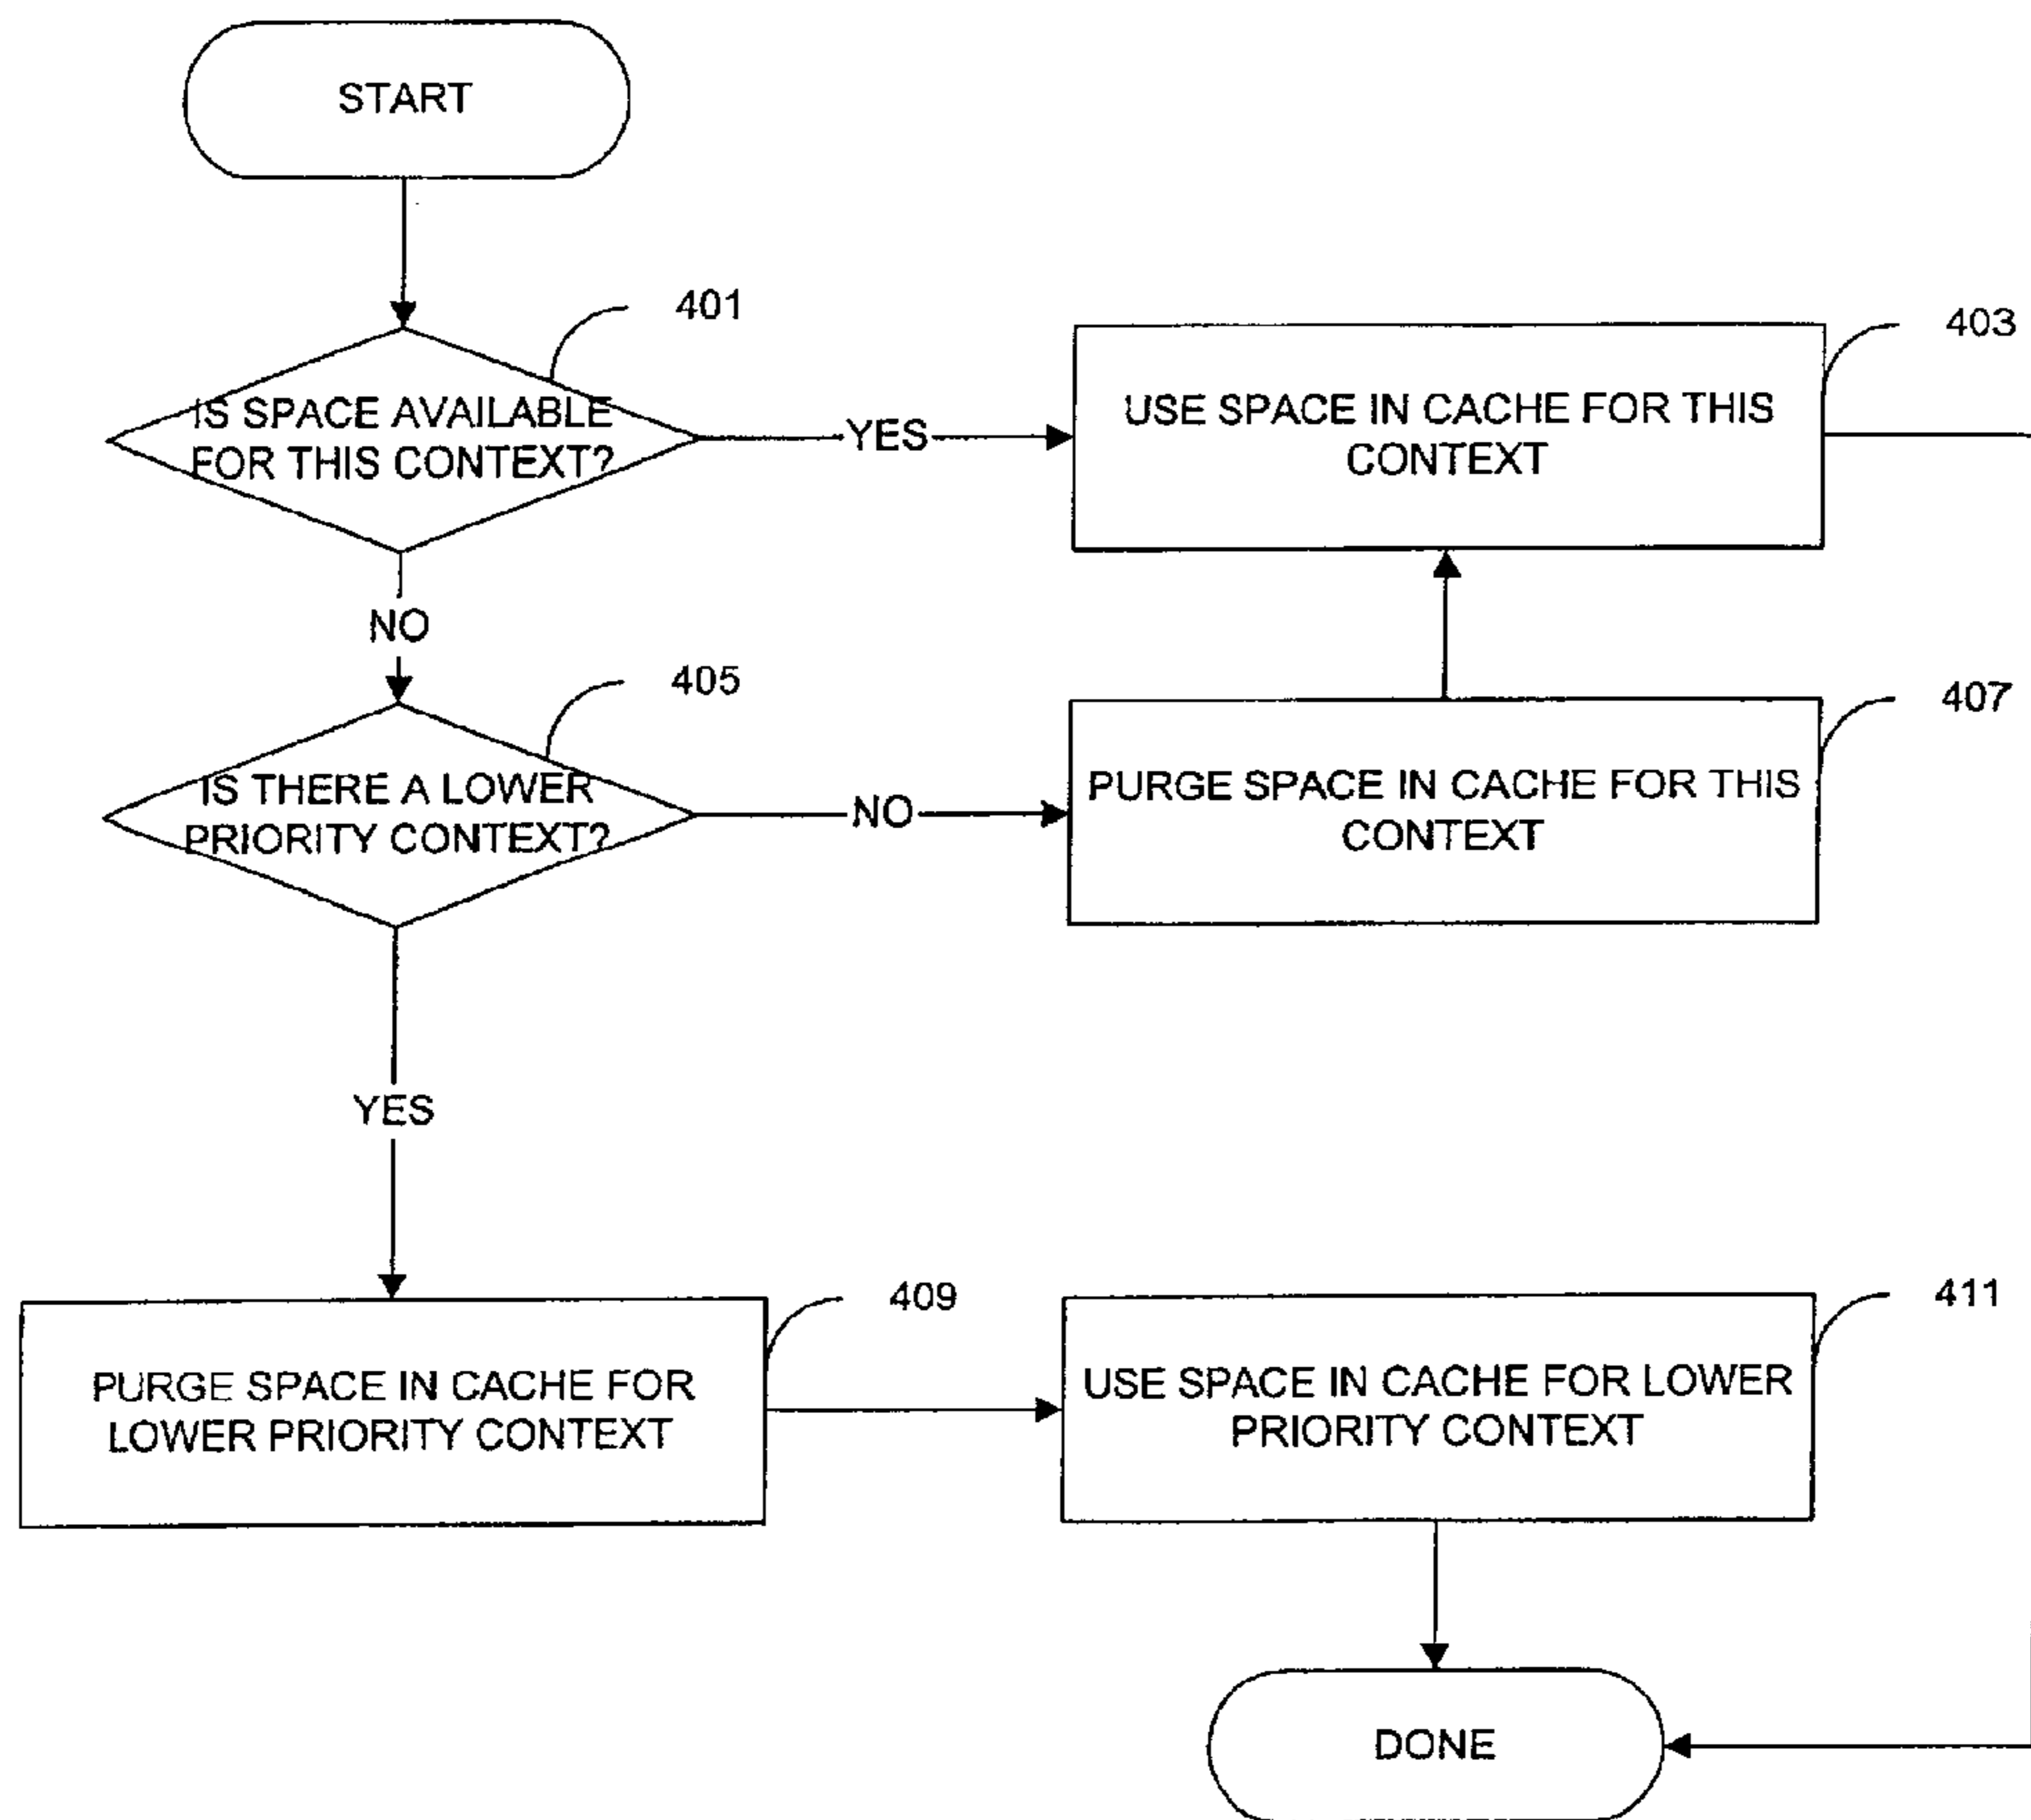 START
401
IS SPACE AVAILABLE
FOR THIS CONTEXT?
YES
403
USE SPACE IN CACHE FOR THIS
CONTEXT
NO
405
IS THERE A LOWER
PRIORITY CONTEXT?
NO
407
PURGE SPACE IN CACHE FOR THIS
CONTEXT
YES
409
PURGE SPACE IN CACHE FOR
LOWER PRIORITY CONTEXT
411
USE SPACE IN CACHE FOR LOWER
PRIORITY CONTEXT
DONE